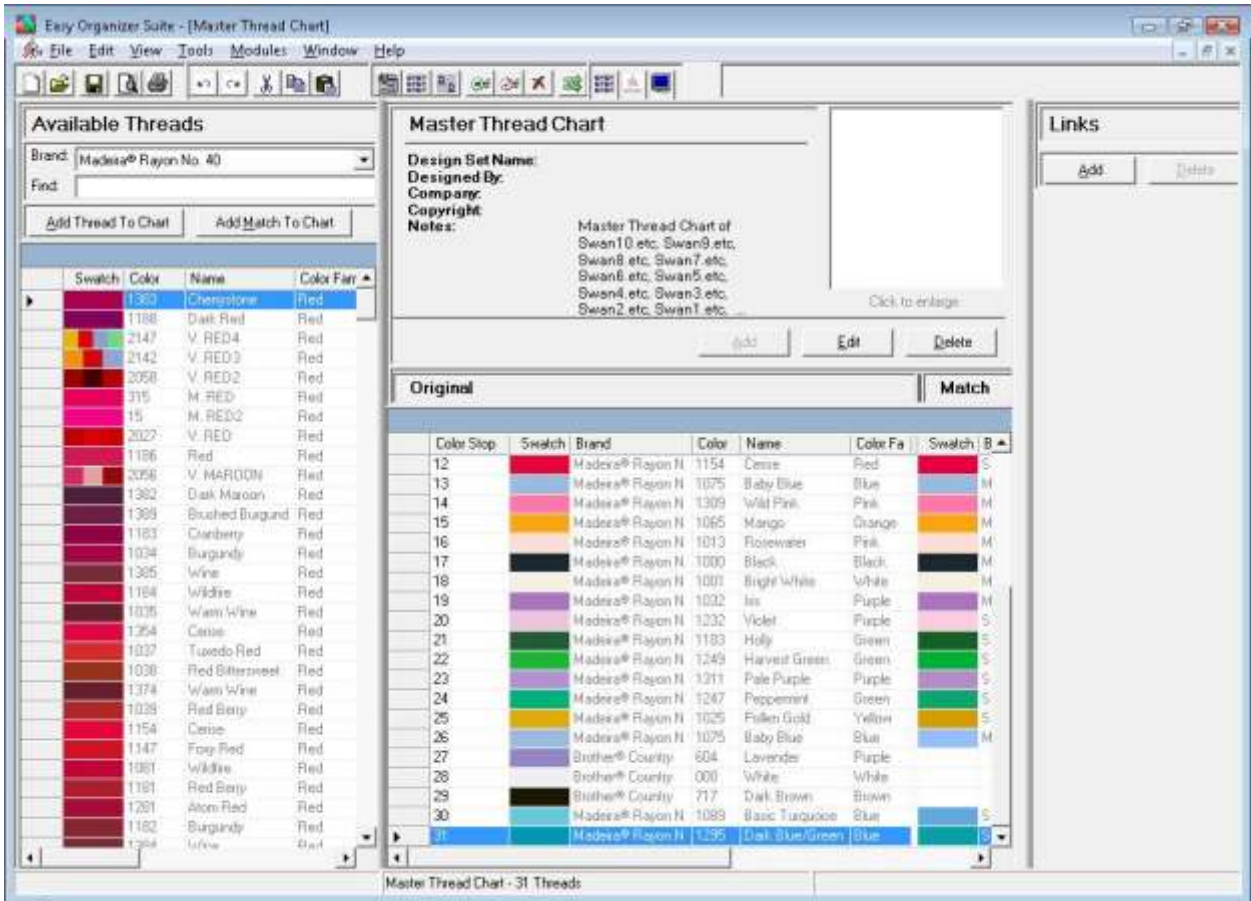 Easy Organizer Suite - [Master Thread Chart]
File Edit View Tools Modules Window Help
Available Threads
Brand: Madeira® Rayon No. 40
Find:
Add Thread To Chart Add Match To Chart
Swatch Color Name Color Fam
1383 Cherrystone Red
1188 Dark Red Red
2147 V. RED4 Red
2142 V. RED3 Red
2058 V. RED2 Red
315 M. RED Red
15 M. RED2 Red
2027 V. RED Red
1186 Red Red
2056 V. MAROON Red
1382 Dark Maroon Red
1389 Brushed Burgund Red
1183 Cranberry Red
1034 Burgundy Red
1385 Wine Red
1184 Wildfire Red
1035 Warm Wine Red
1354 Cerise Red
1037 Tuxedo Red Red
1038 Red Bittersweet Red
1374 Warm Wine Red
1039 Red Berry Red
1154 Cerise Red
1147 Foxy Red Red
1081 Wildfire Red
1181 Red Berry Red
1281 Atom Red Red
1182 Burgundy Red
1384 Wine Red
Master Thread Chart
Design Set Name:
Designed By:
Company:
Copyright
Notes: Master Thread Chart of
Swan10.etc, Swan9.etc,
Swan8.etc, Swan7.etc,
Swan6.etc, Swan5.etc,
Swan4.etc, Swan3.etc,
Swan2.etc, Swan1.etc, ...
Click to enlarge
Add Edit Delete
Original Match
Color Stop Swatch Brand Color Name Color Fa Swatch B
12 Madeira® Rayon N 1154 Cerise Red S
13 Madeira® Rayon N 1075 Baby Blue Blue M
14 Madeira® Rayon N 1309 Wild Pink Pink M
15 Madeira® Rayon N 1065 Mango Orange M
16 Madeira® Rayon N 1013 Rosewater Pink M
17 Madeira® Rayon N 1000 Black Black M
18 Madeira® Rayon N 1001 Bright White White M
19 Madeira® Rayon N 1032 Iris Purple M
20 Madeira® Rayon N 1232 Violet Purple S
21 Madeira® Rayon N 1103 Holly Green S
22 Madeira® Rayon N 1249 Harvest Green Green S
23 Madeira® Rayon N 1311 Pale Purple Purple S
24 Madeira® Rayon N 1247 Peppermint Green S
25 Madeira® Rayon N 1025 Pollen Gold Yellow S
26 Madeira® Rayon N 1075 Baby Blue Blue M
27 Brother® Country 604 Lavender Purple
28 Brother® Country 000 White White
29 Brother® Country 717 Dark Brown Brown
30 Madeira® Rayon N 1089 Basic Turquoise Blue S
31 Madeira® Rayon N 1295 Dark Blue/Green Blue S
Links
Add Delete
Master Thread Chart - 31 Threads